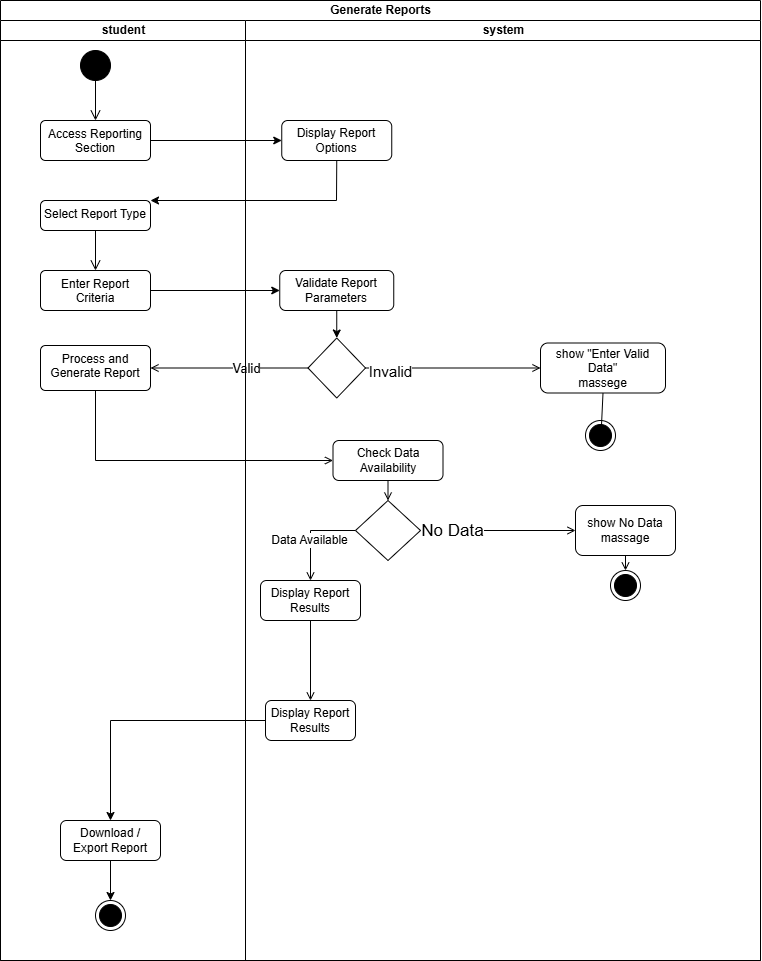 Generate Reports
student
system
Access Reporting
Section
Display Report
Options
Select Report Type
Enter Report
Criteria
Validate Report
Parameters
Process and
Generate Report
Valid
Invalid
show "Enter Valid
Data"
massege
Check Data
Availability
Data Available
No Data
show No Data
massage
Display Report
Results
Display Report
Results
Download /
Export Report